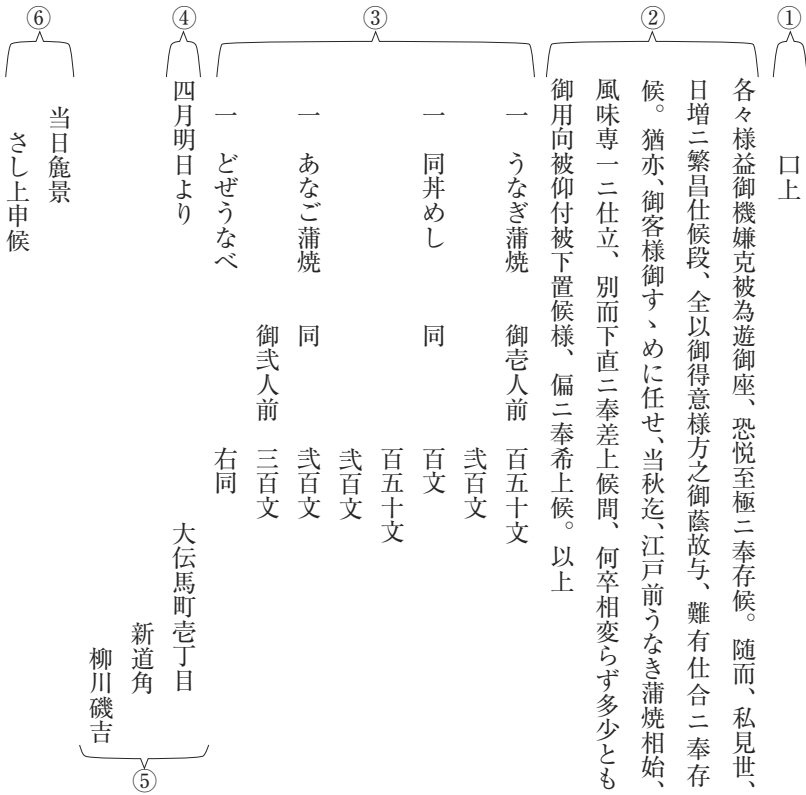 ①
口上
②
各々様益御機嫌克被為遊御座、恐悦至極ニ奉存候。随而、私見世、
日増ニ繁昌仕候段、全以御得意様方之御蔭故与、難有仕合ニ奉存
候。猶亦、御客様御すゝめに任せ、当秋迄、江戸前うなき蒲焼相始、
風味専一ニ仕立、別而下直ニ奉差上候間、何卒相変らず多少とも
御用向被仰付被下置候様、偏ニ奉希上候。以上
③
一 うなぎ蒲焼 御壱人前 百五十文
弐百文
一 同丼めし 同 百文
百五十文
弐百文
一 あなご蒲焼 同 弐百文
御弐人前 三百文
一 どぜうなべ 右同
④
四月明日より
大伝馬町壱丁目
新道角
柳川磯吉
⑤
⑥
当日麁景
さし上申候